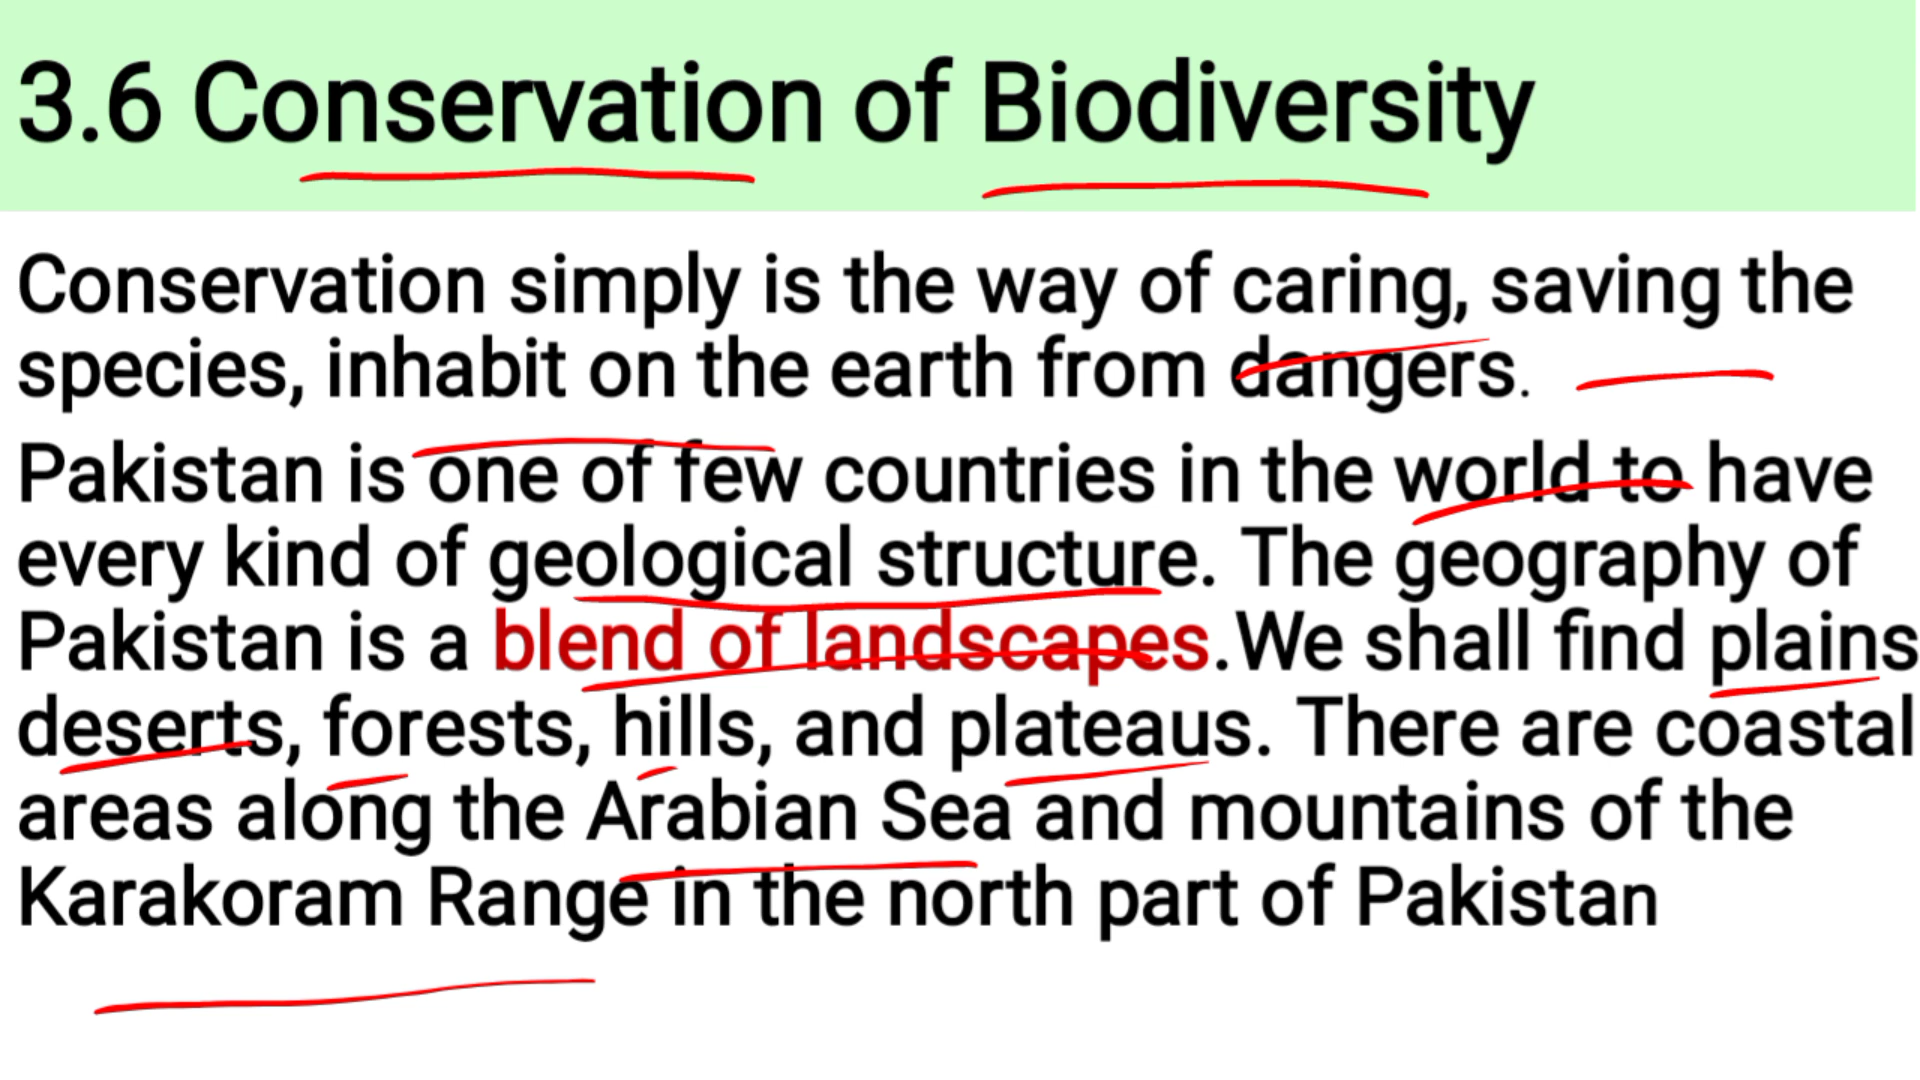 3.6 Conservation of Biodiversity
Conservation simply is the way of caring, saving the
species, inhabit on the earth from dangers.
Pakistan is one of few countries in the world to have
every kind of geological structure. The geography of
Pakistan is a blend of landscapes.We shall find plains
deserts, forests, hills, and plateaus. There are coastal
areas along the Arabian Sea and mountains of the
Karakoram Range in the north part of Pakistan